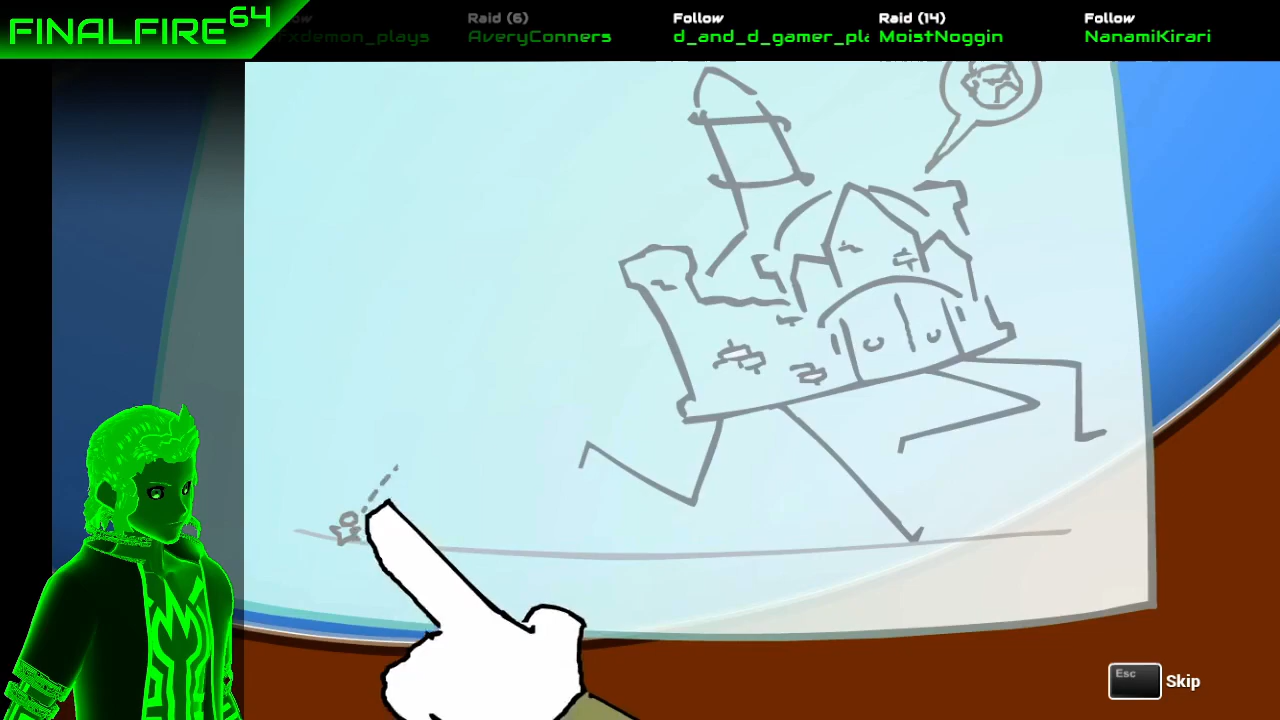 FINALFIRE64
Raid (6)
AveryConners
Follow
d_and_d_gamer_pl
Raid (14)
MoistNoggin
Follow
NanamiKirari
Esc
Skip